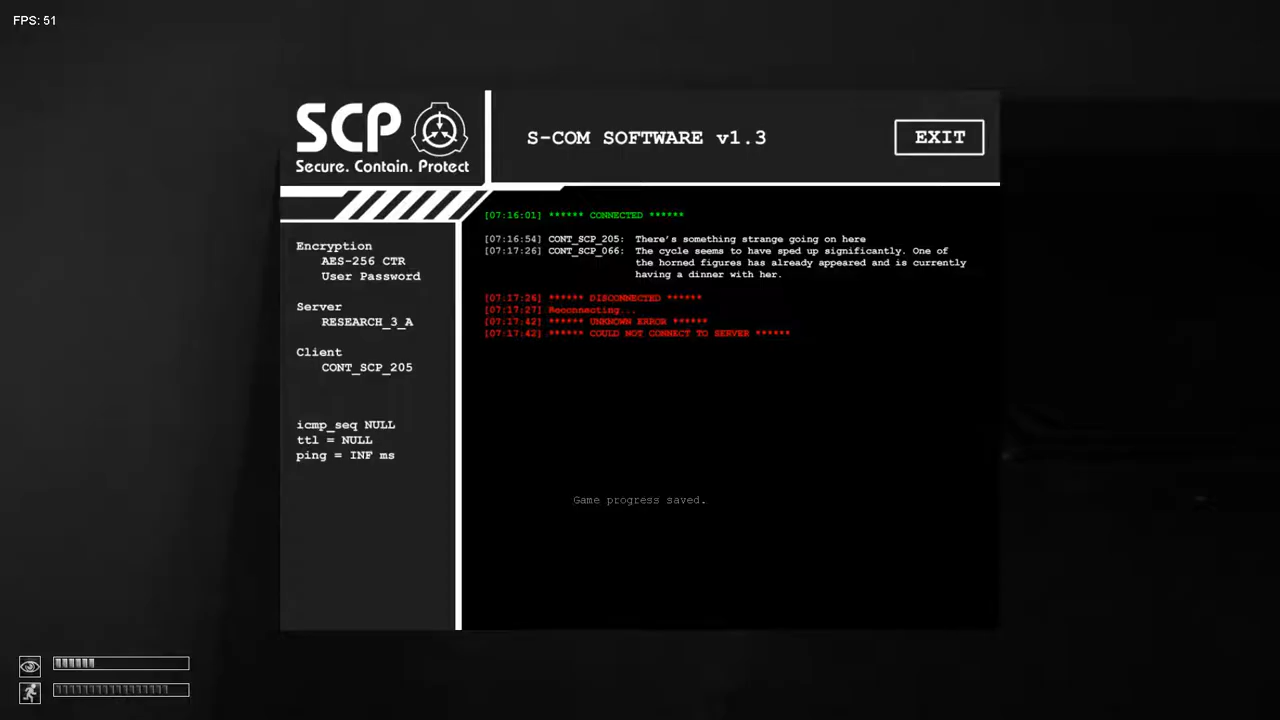 FPS: 51
SCP
Secure. Contain. Protect
S-COM SOFTWARE v1.3
EXIT
Encryption
AES-256 CTR
User Password
Server
RESEARCH_3_A
Client
CONT_SCP_205
icmp_seq NULL
ttl = NULL
ping = INF ms
[07:16:01] ****** CONNECTED ******
[07:16:54] CONT_SCP_205: There's something strange going on here
[07:17:26] CONT_SCP_066: The cycle seems to have sped up significantly. One of
the horned figures has already appeared and is currently
having a dinner with her.
[07:17:26] ****** DISCONNECTED ******
[07:17:27] Reconnecting...
[07:17:42] ****** UNKNOWN ERROR ******
[07:17:42] ****** COULD NOT CONNECT TO SERVER ******
Game progress saved.